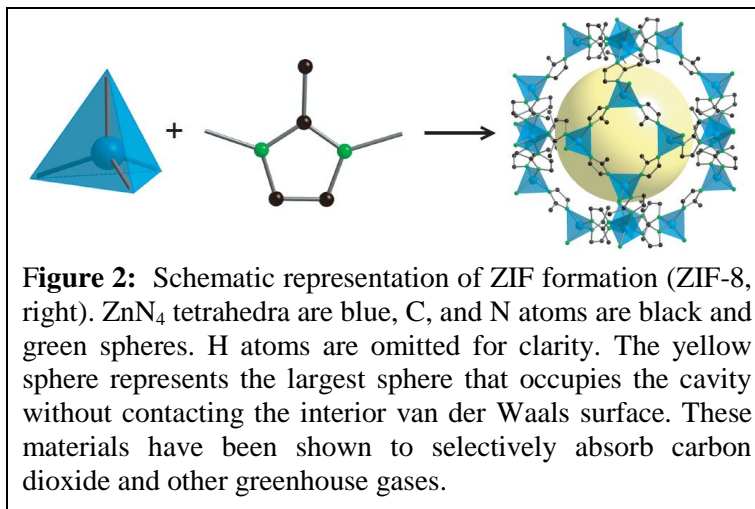 Figure 2: Schematic representation of ZIF formation (ZIF-8,
right). ZnN₄ tetrahedra are blue, C, and N atoms are black and
green spheres. H atoms are omitted for clarity. The yellow
sphere represents the largest sphere that occupies the cavity
without contacting the interior van der Waals surface. These
materials have been shown to selectively absorb carbon
dioxide and other greenhouse gases.